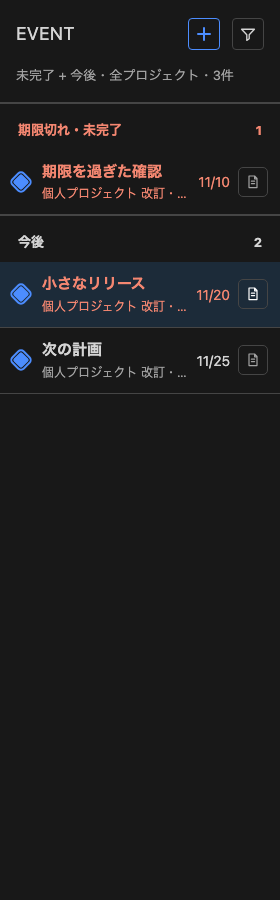 EVENT
未完了 + 今後・全プロジェクト・3件
期限切れ・未完了 1
期限を過ぎた確認 11/10
個人プロジェクト 改訂・...
今後 2
小さなリリース 11/20
個人プロジェクト 改訂・...
次の計画 11/25
個人プロジェクト 改訂・...